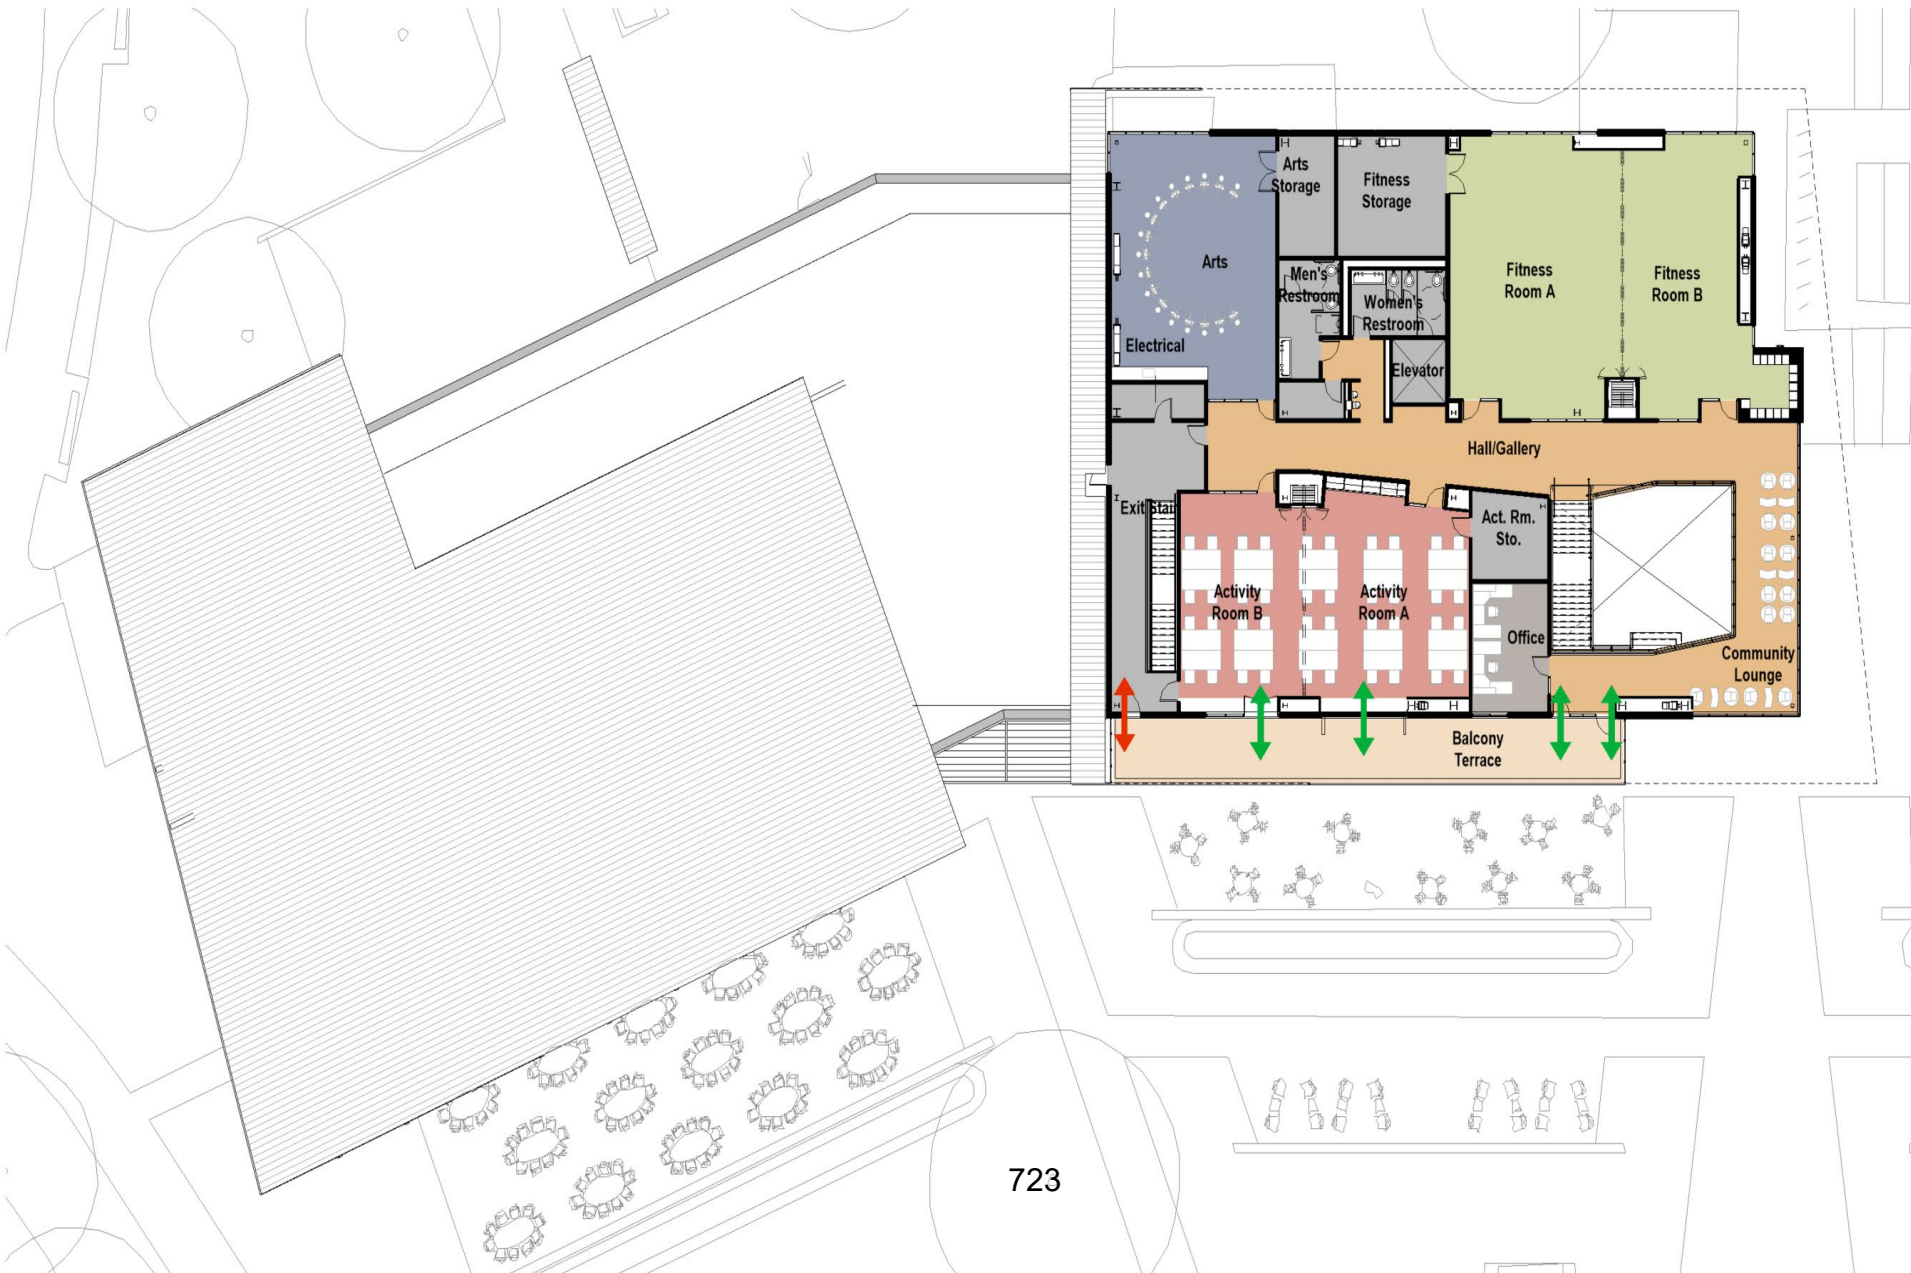 Arts
Storage
Fitness
Storage
Arts
Men's
Restroom
Women's
Restroom
Fitness
Room A
Fitness
Room B
Electrical
Elevator
Hall/Gallery
Exit Stair
Act. Rm.
Sto.
Activity
Room B
Activity
Room A
Office
Community
Lounge
Balcony
Terrace
723